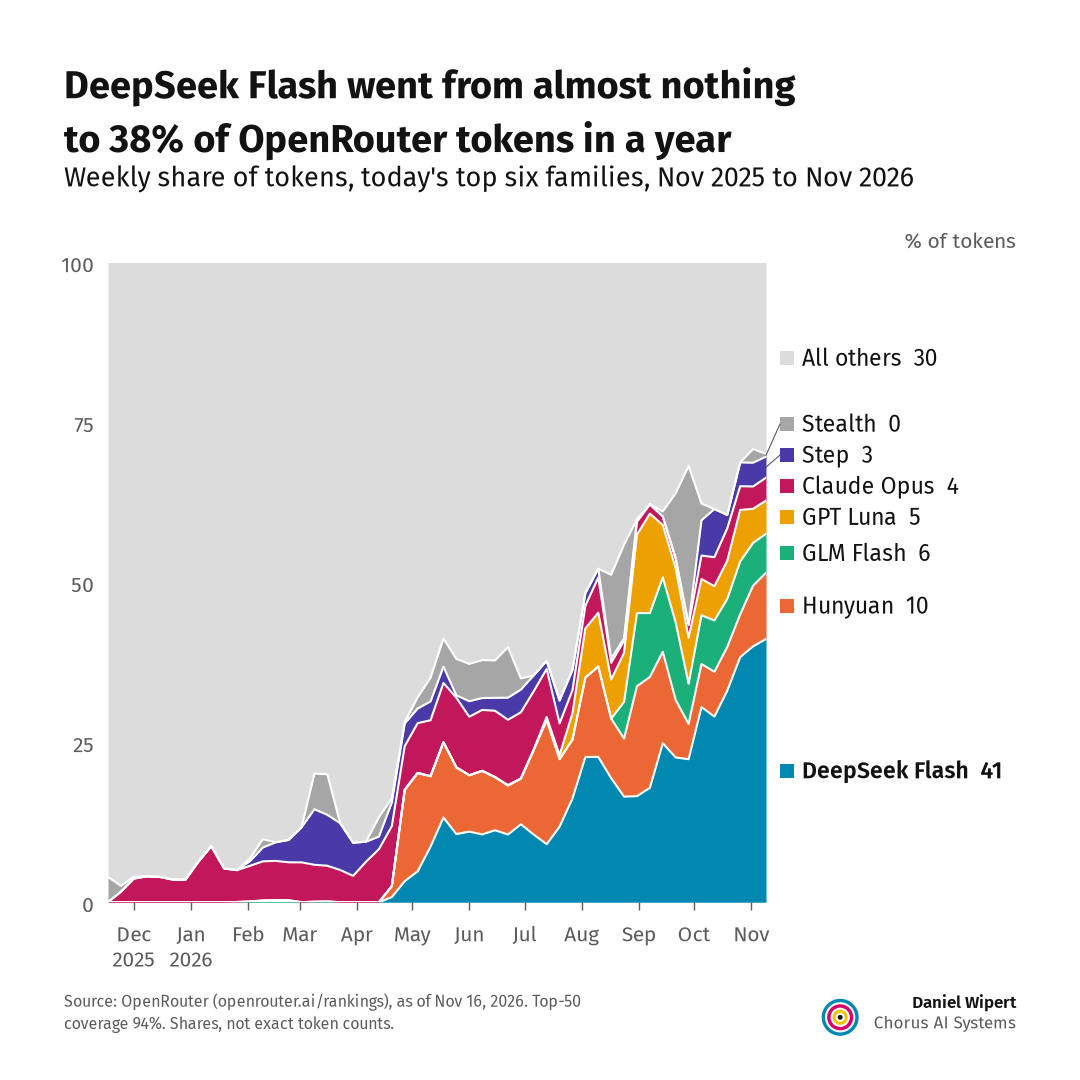 DeepSeek Flash went from almost nothing
to 38% of OpenRouter tokens in a year
Weekly share of tokens, today's top six families, Nov 2025 to Nov 2026
% of tokens
100
75
50
25
0
All others 30
Stealth 0
Step 3
Claude Opus 4
GPT Luna 5
GLM Flash 6
Hunyuan 10
DeepSeek Flash 41
Dec Jan Feb Mar Apr May Jun Jul Aug Sep Oct Nov
2025 2026
Source: OpenRouter (openrouter.ai/rankings), as of Nov 16, 2026. Top-50
coverage 94%. Shares, not exact token counts.
Daniel Wipert
Chorus AI Systems